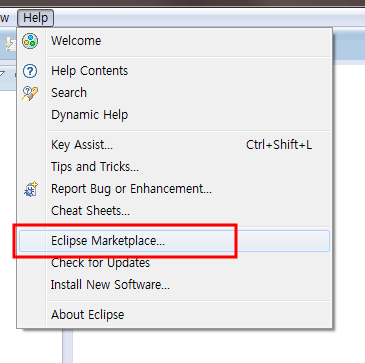 Help
Welcome
Help Contents
Search
Dynamic Help
Key Assist... Ctrl+Shift+L
Tips and Tricks...
Report Bug or Enhancement...
Cheat Sheets...
Eclipse Marketplace...
Check for Updates
Install New Software...
About Eclipse